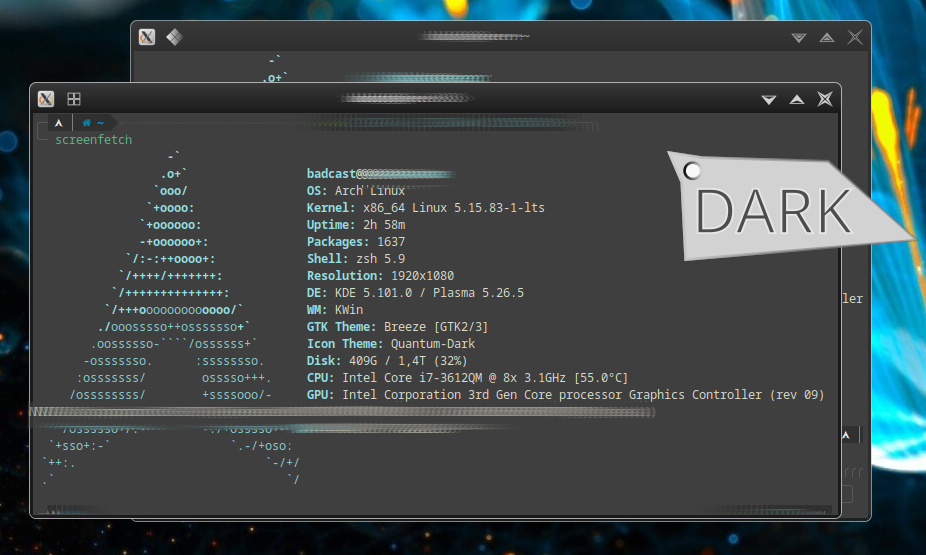 ~
screenfetch
-`
.o+`
`ooo/
`+oooo:
`+oooooo:
-+oooooo+:
`/:-:++oooo+:
`/++++/+++++++:
`/++++++++++++++:
`/+++ooooooooooooo/`
./ooosssso++osssssso+`
.oossssso-````/ossssss+`
-osssssso.      :ssssssso.
:osssssss/        osssso+++.
/ossssssss/        +ssssooo/-
`+sso+:-`                 `.-/+oso:
`++:.                           `-/+/
.`                                 `/
badcast@
OS: Arch Linux
Kernel: x86_64 Linux 5.15.83-1-lts
Uptime: 2h 58m
Packages: 1637
Shell: zsh 5.9
Resolution: 1920x1080
DE: KDE 5.101.0 / Plasma 5.26.5
WM: KWin
GTK Theme: Breeze [GTK2/3]
Icon Theme: Quantum-Dark
Disk: 409G / 1,4T (32%)
CPU: Intel Core i7-3612QM @ 8x 3.1GHz [55.0°C]
GPU: Intel Corporation 3rd Gen Core processor Graphics Controller (rev 09)
DARK
-`
.o+`
ler